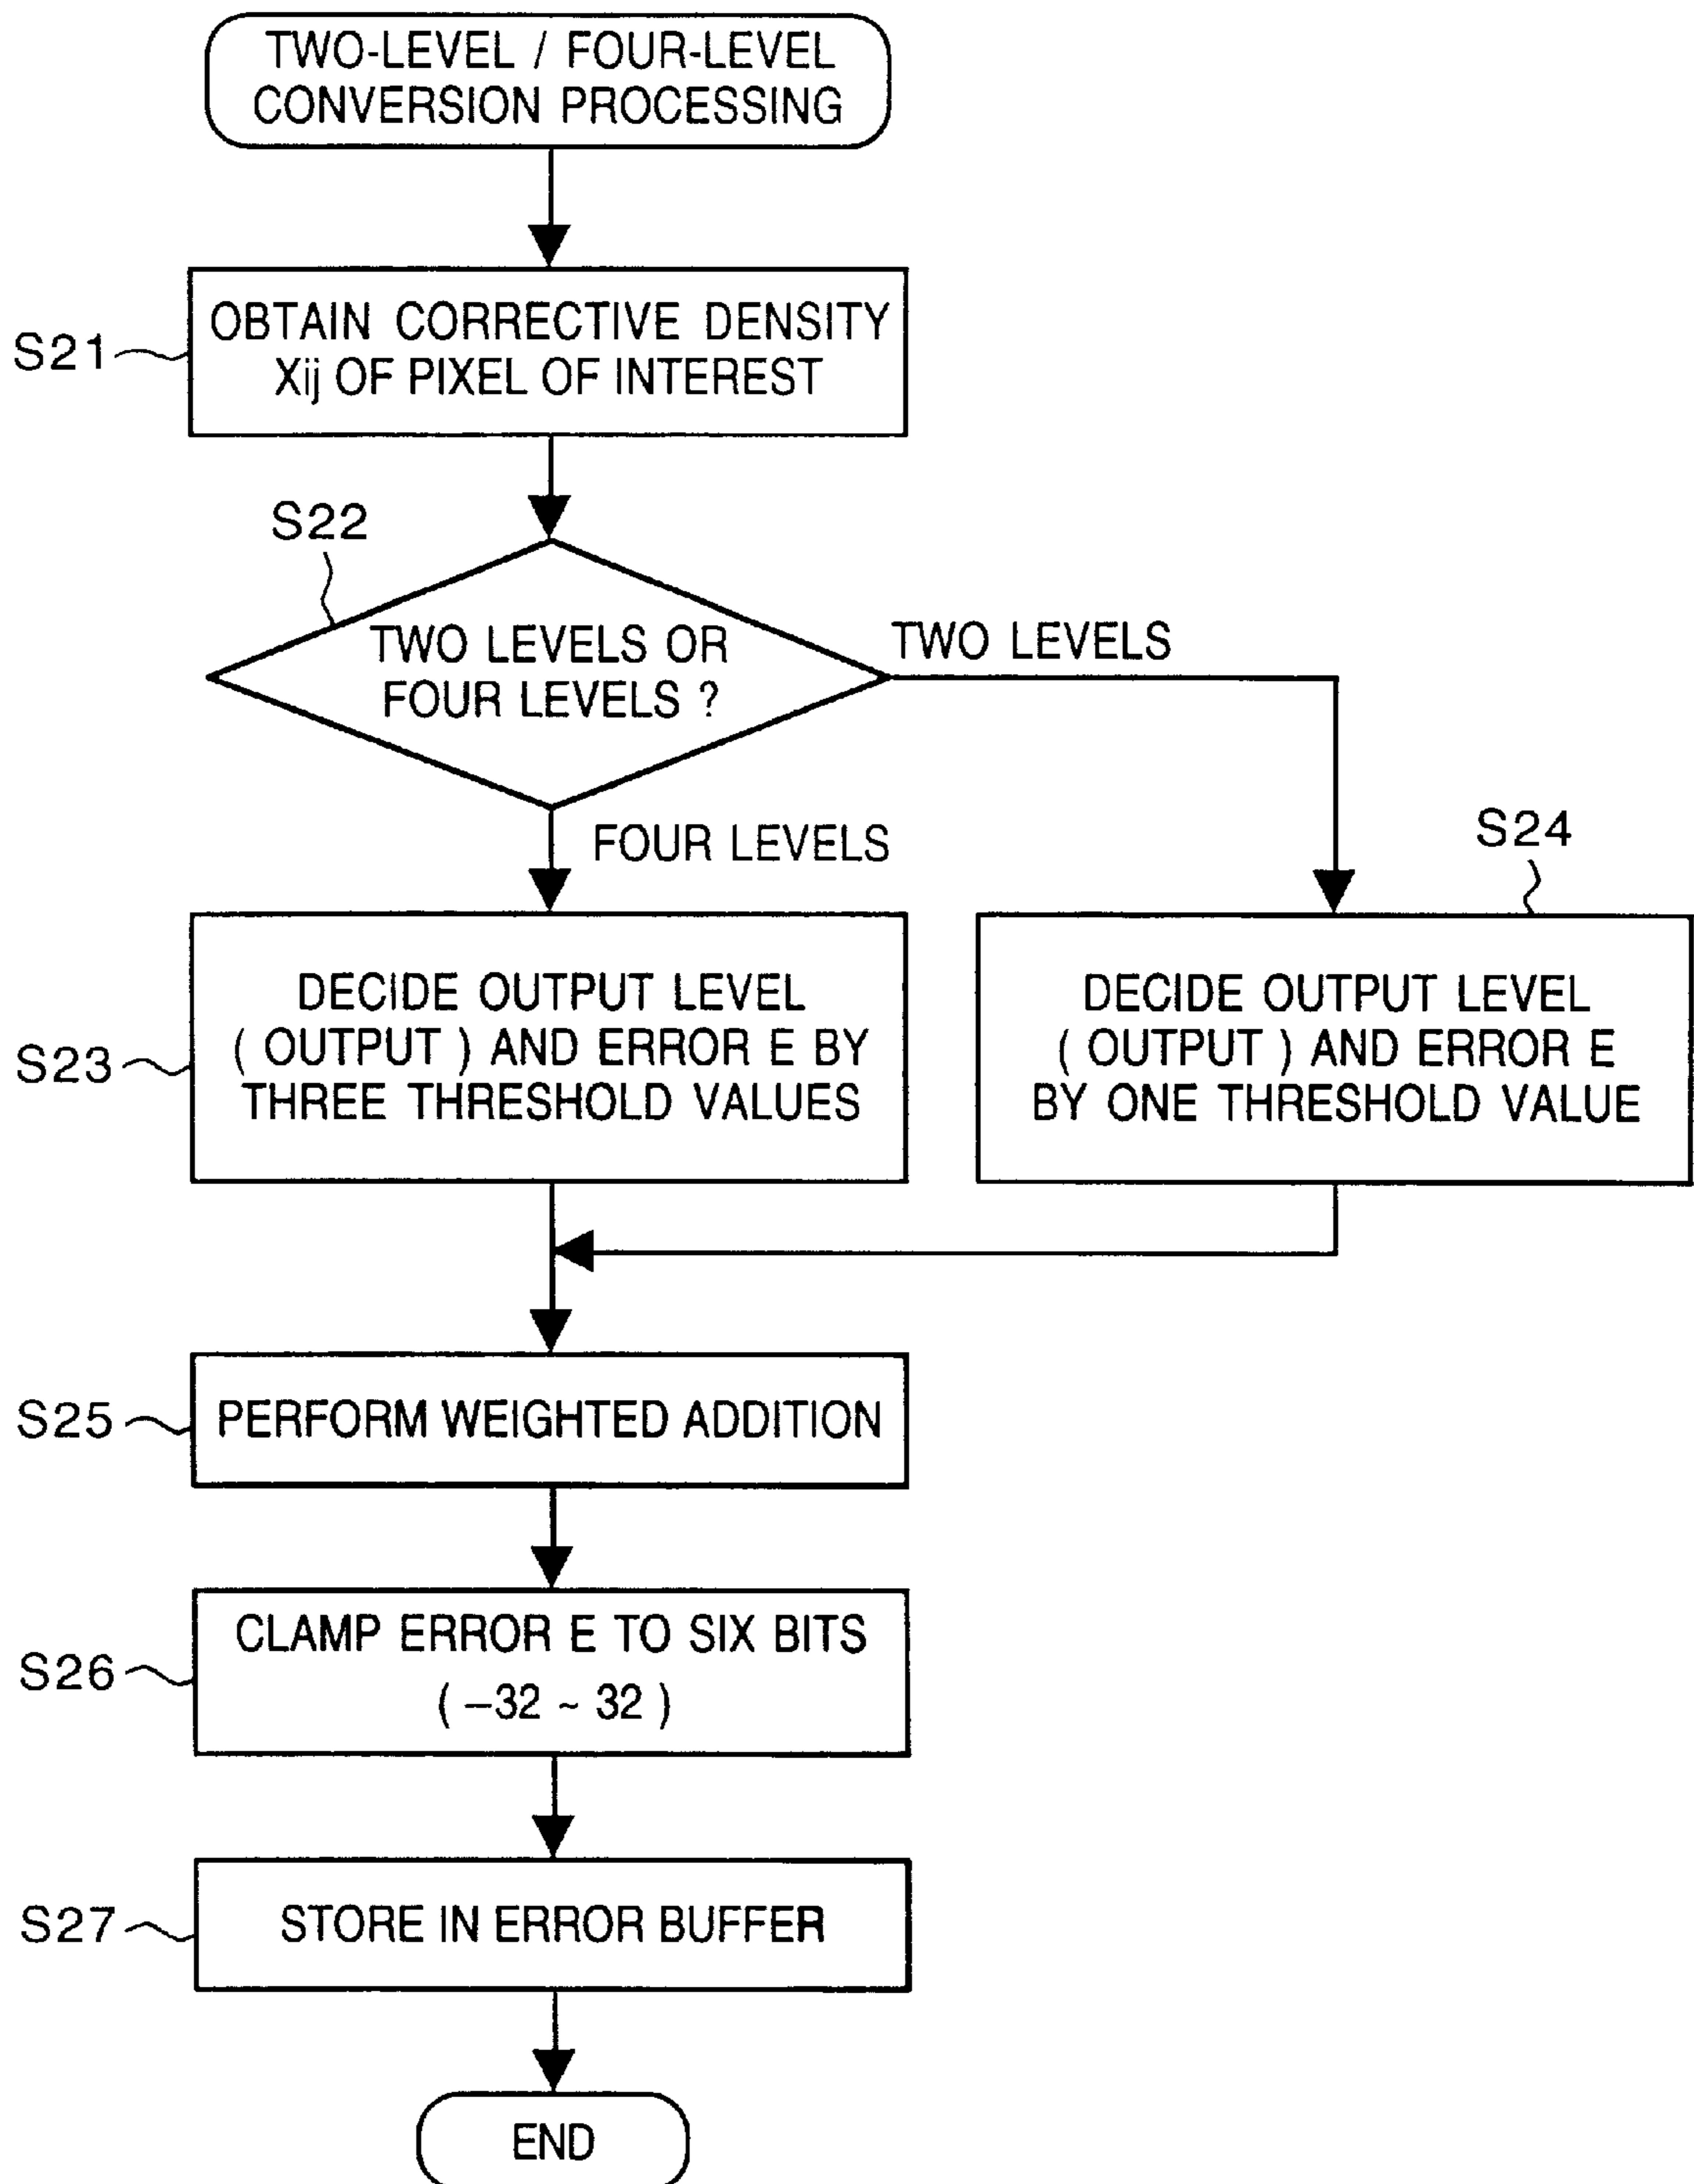 TWO-LEVEL / FOUR-LEVEL
CONVERSION PROCESSING
S21
OBTAIN CORRECTIVE DENSITY
Xij OF PIXEL OF INTEREST
S22
TWO LEVELS OR
FOUR LEVELS ?
TWO LEVELS
FOUR LEVELS
S23
DECIDE OUTPUT LEVEL
( OUTPUT ) AND ERROR E BY
THREE THRESHOLD VALUES
S24
DECIDE OUTPUT LEVEL
( OUTPUT ) AND ERROR E
BY ONE THRESHOLD VALUE
S25
PERFORM WEIGHTED ADDITION
S26
CLAMP ERROR E TO SIX BITS
( –32 ~ 32 )
S27
STORE IN ERROR BUFFER
END